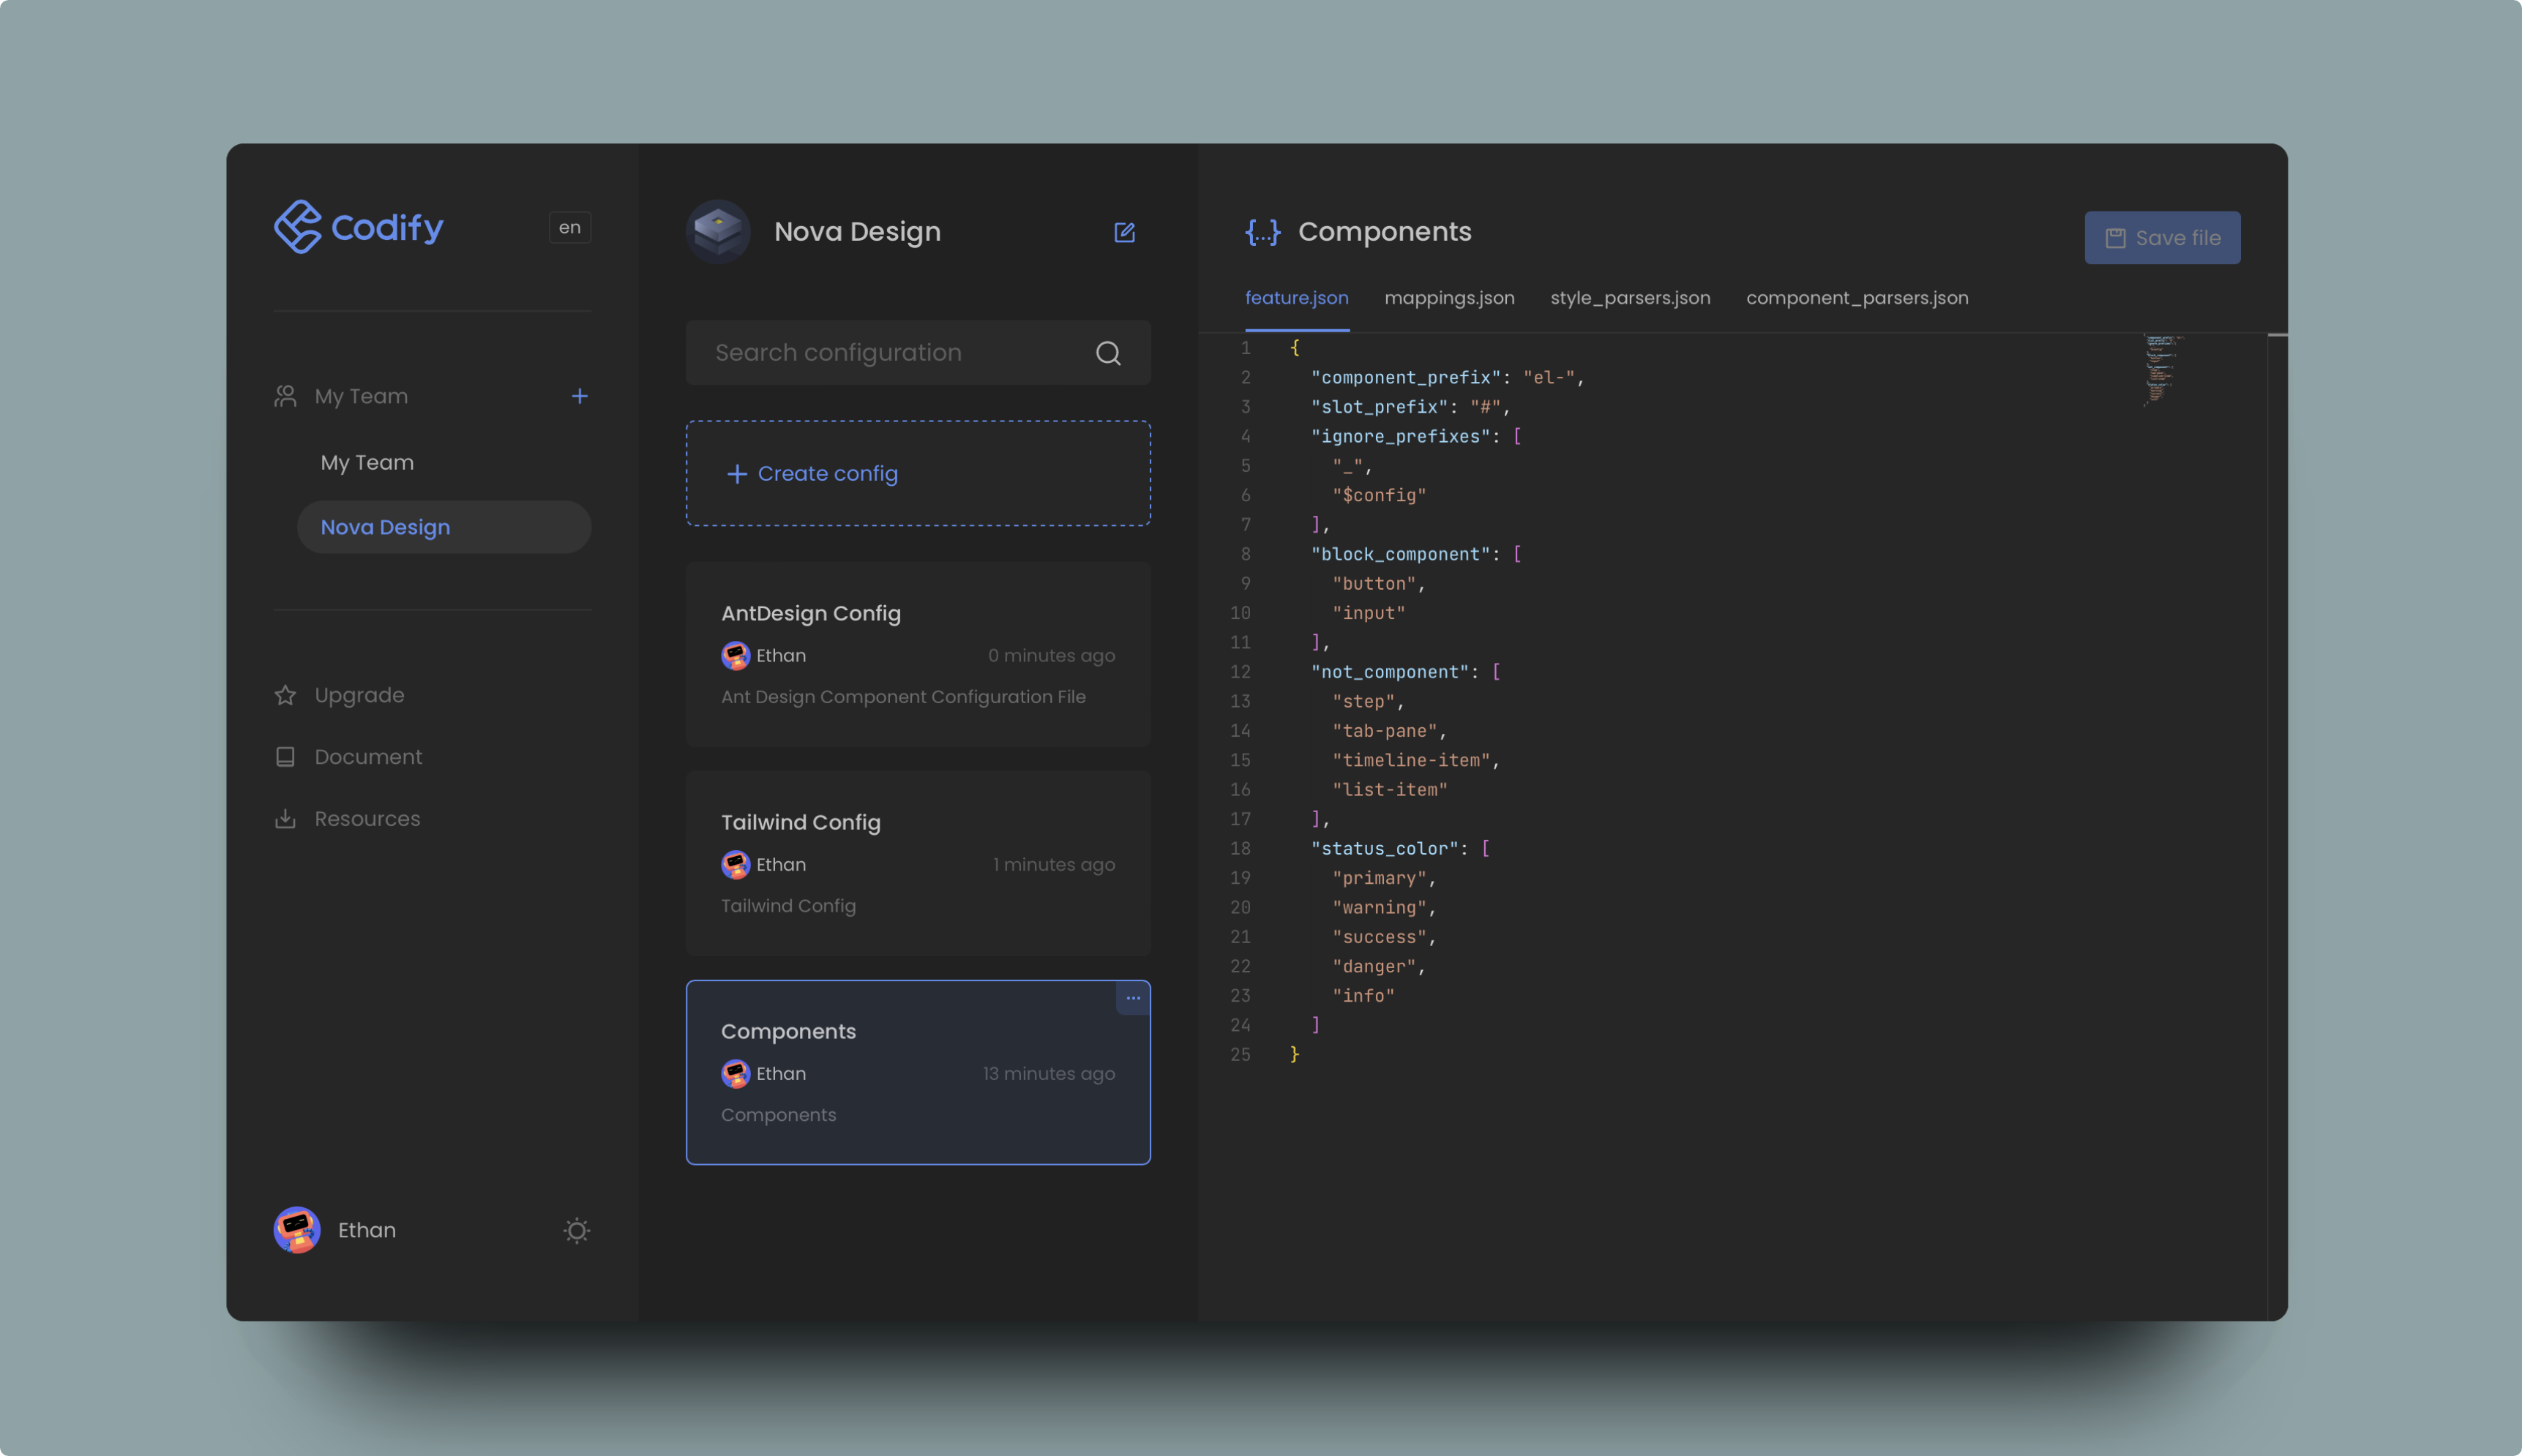 Codify
en
My Team
My Team
Nova Design
Upgrade
Document
Resources
Ethan
Nova Design
Search configuration
Create config
AntDesign Config
Ethan
0 minutes ago
Ant Design Component Configuration File
Tailwind Config
Ethan
1 minutes ago
Tailwind Config
Components
Ethan
13 minutes ago
Components
{...} Components
Save file
feature.json
mappings.json
style_parsers.json
component_parsers.json
1 {
2 "component_prefix": "el-",
3 "slot_prefix": "#",
4 "ignore_prefixes": [
5 "_",
6 "$config"
7 ],
8 "block_component": [
9 "button",
10 "input"
11 ],
12 "not_component": [
13 "step",
14 "tab-pane",
15 "timeline-item",
16 "list-item"
17 ],
18 "status_color": [
19 "primary",
20 "warning",
21 "success",
22 "danger",
23 "info"
24 ]
25 }